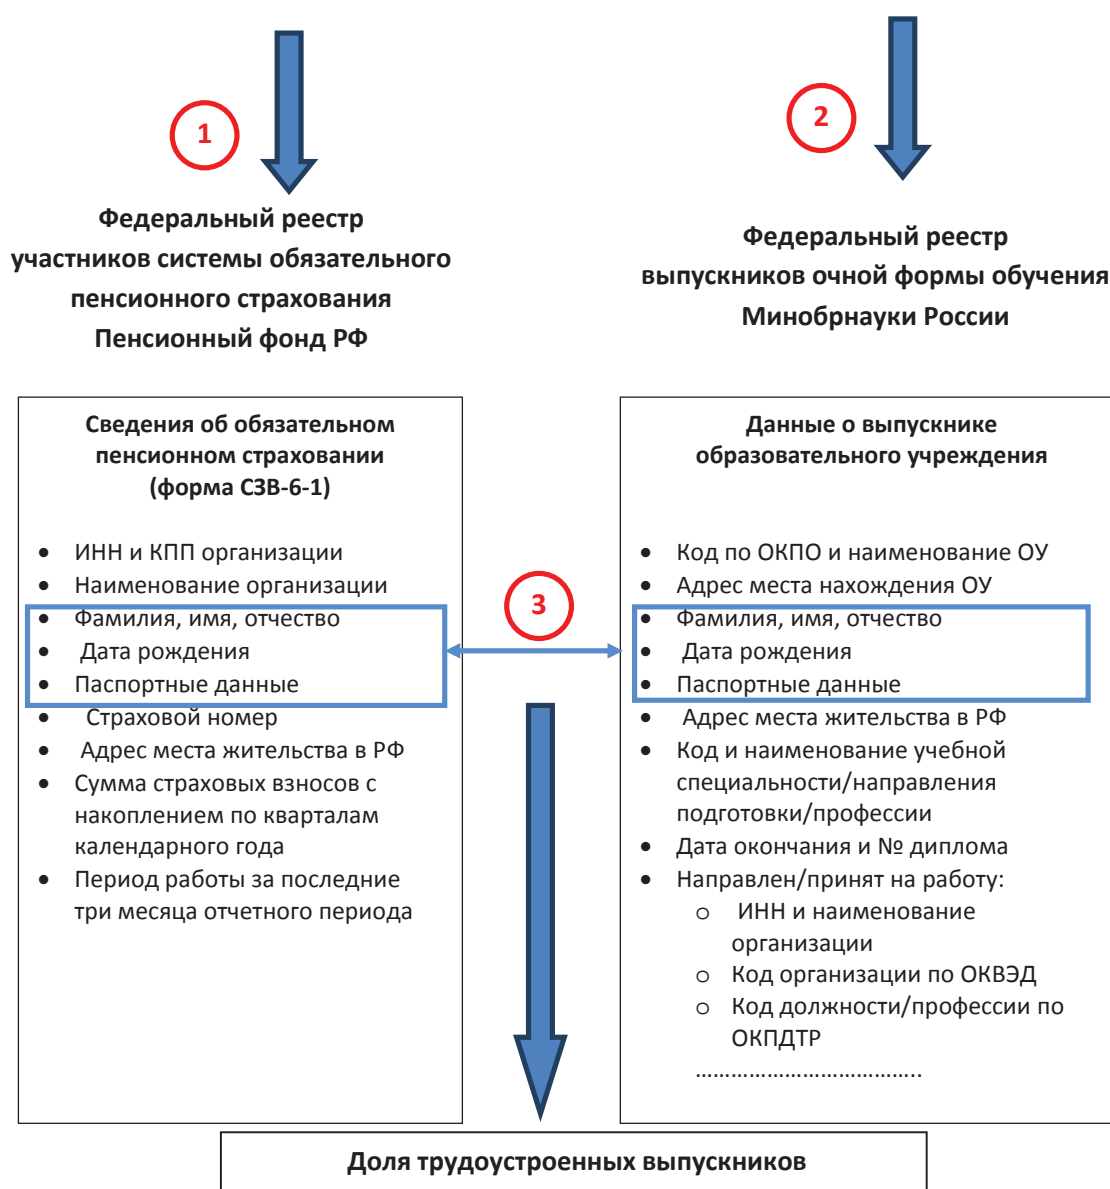 1
2
Федеральный реестр
участников системы обязательного
пенсионного страхования
Пенсионный фонд РФ
Федеральный реестр
выпускников очной формы обучения
Минобрнауки России
Сведения об обязательном
пенсионном страховании
(форма СЗВ-6-1)
• ИНН и КПП организации
• Наименование организации
• Фамилия, имя, отчество
• Дата рождения
• Паспортные данные
• Страховой номер
• Адрес места жительства в РФ
• Сумма страховых взносов с
накоплением по кварталам
календарного года
• Период работы за последние
три месяца отчетного периода
3
Данные о выпускнике
образовательного учреждения
• Код по ОКПО и наименование ОУ
• Адрес места нахождения ОУ
• Фамилия, имя, отчество
• Дата рождения
• Паспортные данные
• Адрес места жительства в РФ
• Код и наименование учебной
специальности/направления
подготовки/профессии
• Дата окончания и № диплома
• Направлен/принят на работу:
o ИНН и наименование
организации
o Код организации по ОКВЭД
o Код должности/профессии по
ОКПДТР
………………………………..
Доля трудоустроенных выпускников